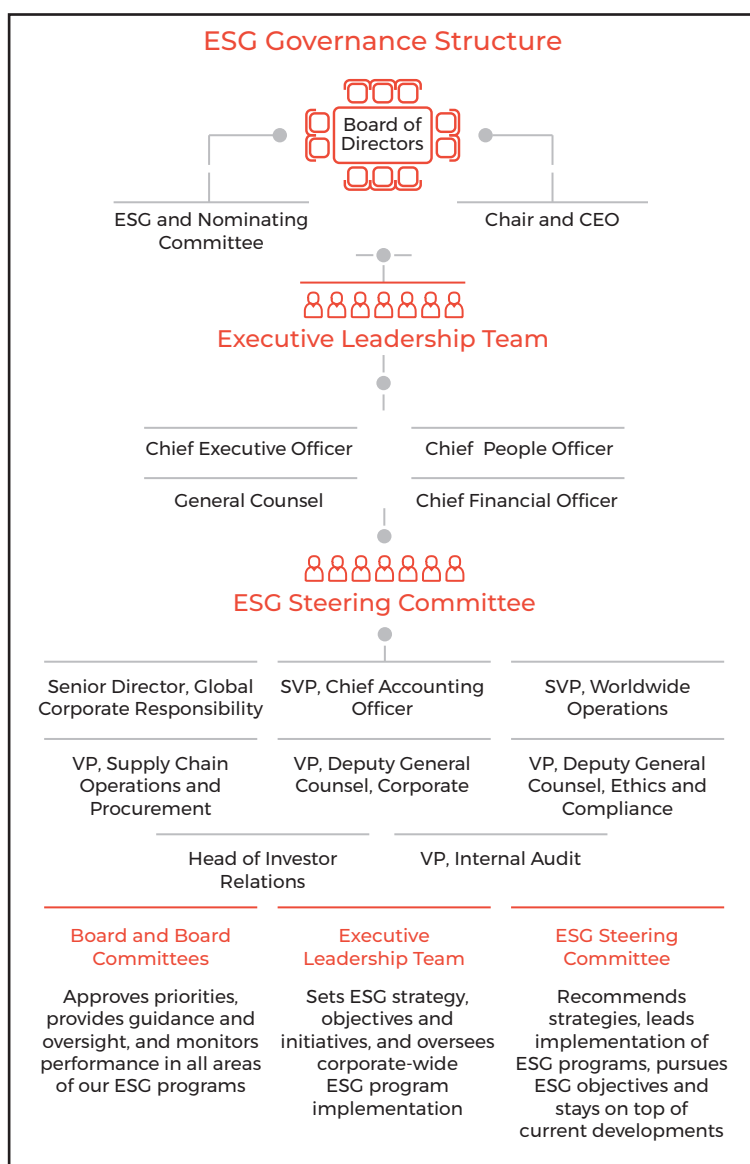 ESG Governance Structure
Board of
Directors
ESG and Nominating
Committee
Chair and CEO
Executive Leadership Team
Chief Executive Officer
Chief People Officer
General Counsel
Chief Financial Officer
ESG Steering Committee
Senior Director, Global
Corporate Responsibility
SVP, Chief Accounting
Officer
SVP, Worldwide
Operations
VP, Supply Chain
Operations and
Procurement
VP, Deputy General
Counsel, Corporate
VP, Deputy General
Counsel, Ethics and
Compliance
Head of Investor
Relations
VP, Internal Audit
Board and Board
Committees
Approves priorities,
provides guidance and
oversight, and monitors
performance in all areas
of our ESG programs
Executive
Leadership Team
Sets ESG strategy,
objectives and
initiatives, and oversees
corporate-wide
ESG program
implementation
ESG Steering
Committee
Recommends
strategies, leads
implementation of
ESG programs, pursues
ESG objectives and
stays on top of
current developments